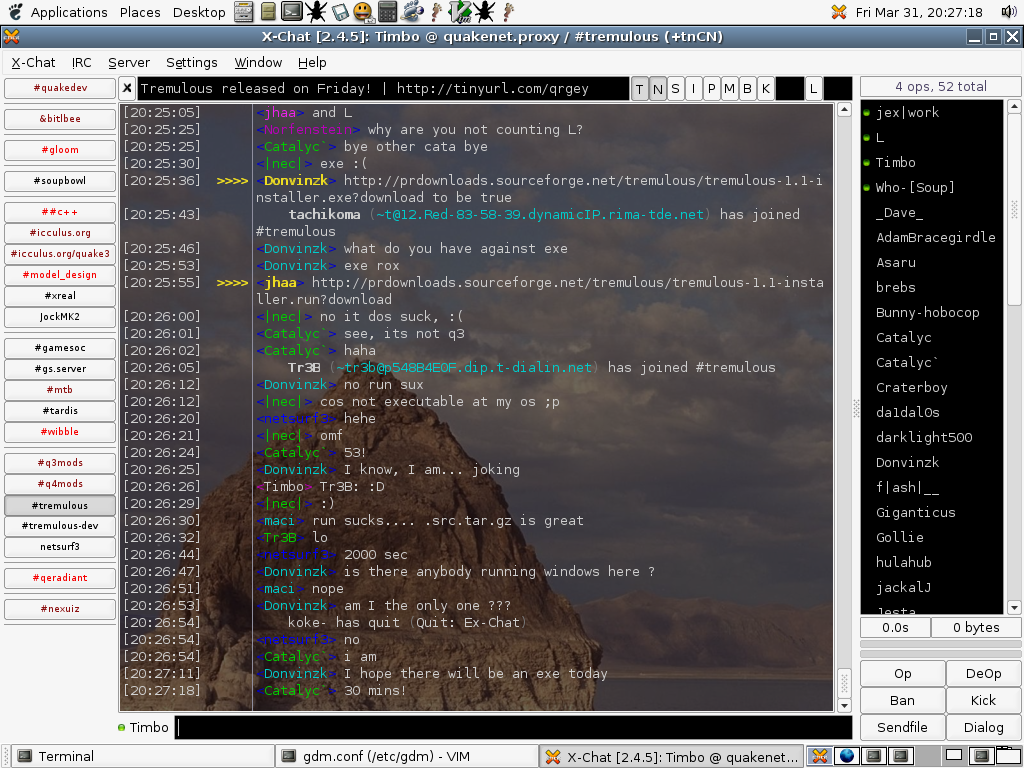 Applications Places Desktop
Fri Mar 31, 20:27:18
X-Chat [2.4.5]: Timbo @ quakenet.proxy / #tremulous (+tnCN)
X-Chat IRC Server Settings Window Help
#quakedev
&bitlbee
#gloom
#soupbowl
##c++
#icculus.org
#icculus.org/quake3
#model_design
#xreal
JockMK2
#gamesoc
#gs.server
#mtb
#tardis
#wibble
#q3mods
#q4mods
#tremulous
#tremulous-dev
netsurf3
#qeradiant
#nexuiz
X Tremulous released on Friday! | http://tinyurl.com/qrgey T N S I P M B K L
[20:25:05] <jhaa> and L
[20:25:25] <Norfenstein> why are you not counting L?
[20:25:25] <Catalyc`> bye other cata bye
[20:25:30] <|nec|> exe :(
[20:25:36] >>>> <Donvinzk> http://prdownloads.sourceforge.net/tremulous/tremulous-1.1-i
nstaller.exe?download to be true
[20:25:43] tachikoma (~t@12.Red-83-58-39.dynamicIP.rima-tde.net) has joined
#tremulous
[20:25:46] <Donvinzk> what do you have against exe
[20:25:53] <Donvinzk> exe rox
[20:25:55] >>>> <jhaa> http://prdownloads.sourceforge.net/tremulous/tremulous-1.1-insta
ller.run?download
[20:26:00] <|nec|> no it dos suck, :(
[20:26:01] <Catalyc`> see, its not q3
[20:26:02] <Catalyc`> haha
[20:26:05] Tr3B (~tr3b@p548B4E0F.dip.t-dialin.net) has joined #tremulous
[20:26:12] <Donvinzk> no run sux
[20:26:12] <|nec|> cos not executable at my os ;p
[20:26:20] <netsurf3> hehe
[20:26:21] <|nec|> omf
[20:26:24] <Catalyc`> 53!
[20:26:25] <Donvinzk> I know, I am... joking
[20:26:26] <Timbo> Tr3B: :D
[20:26:29] <|nec|> :)
[20:26:30] <maci> run sucks.... .src.tar.gz is great
[20:26:32] <Tr3B> lo
[20:26:44] <netsurf3> 2000 sec
[20:26:47] <Donvinzk> is there anybody running windows here ?
[20:26:51] <maci> nope
[20:26:53] <Donvinzk> am I the only one ???
[20:26:54] koke- has quit (Quit: Ex-Chat)
[20:26:54] <netsurf3> no
[20:26:54] <Catalyc`> i am
[20:27:11] <Donvinzk> I hope there will be an exe today
[20:27:18] <Catalyc`> 30 mins!
Timbo
4 ops, 52 total
jex|work
L
Timbo
Who-[Soup]
_Dave_
AdamBracegirdle
Asaru
brebs
Bunny-hobocop
Catalyc
Catalyc`
Craterboy
da1dal0s
darklight500
Donvinzk
f|ash|__
Giganticus
Gollie
hulahub
jackalJ
Jesta
0.0s 0 bytes
Op DeOp
Ban Kick
Sendfile Dialog
Terminal
gdm.conf (/etc/gdm) - VIM
X-Chat [2.4.5]: Timbo @ quakenet...